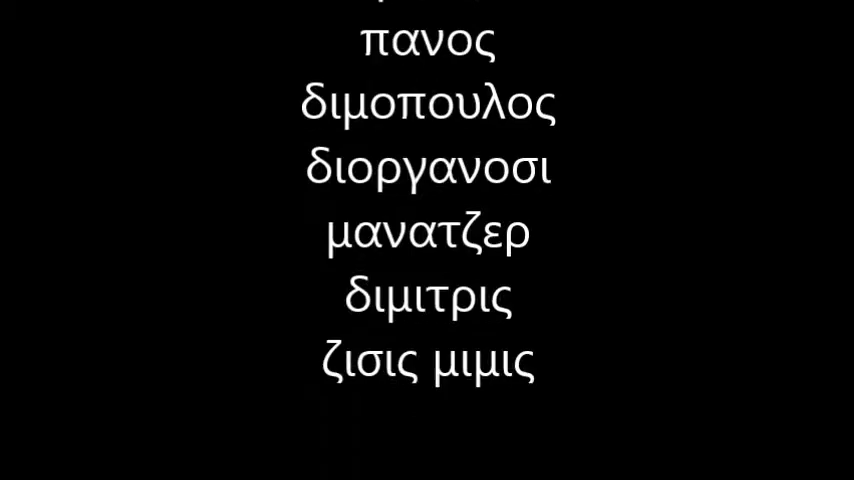 πανος
διμοπουλος
διοργανοσι
μανατζερ
διμιτρις
ζισις μιμις